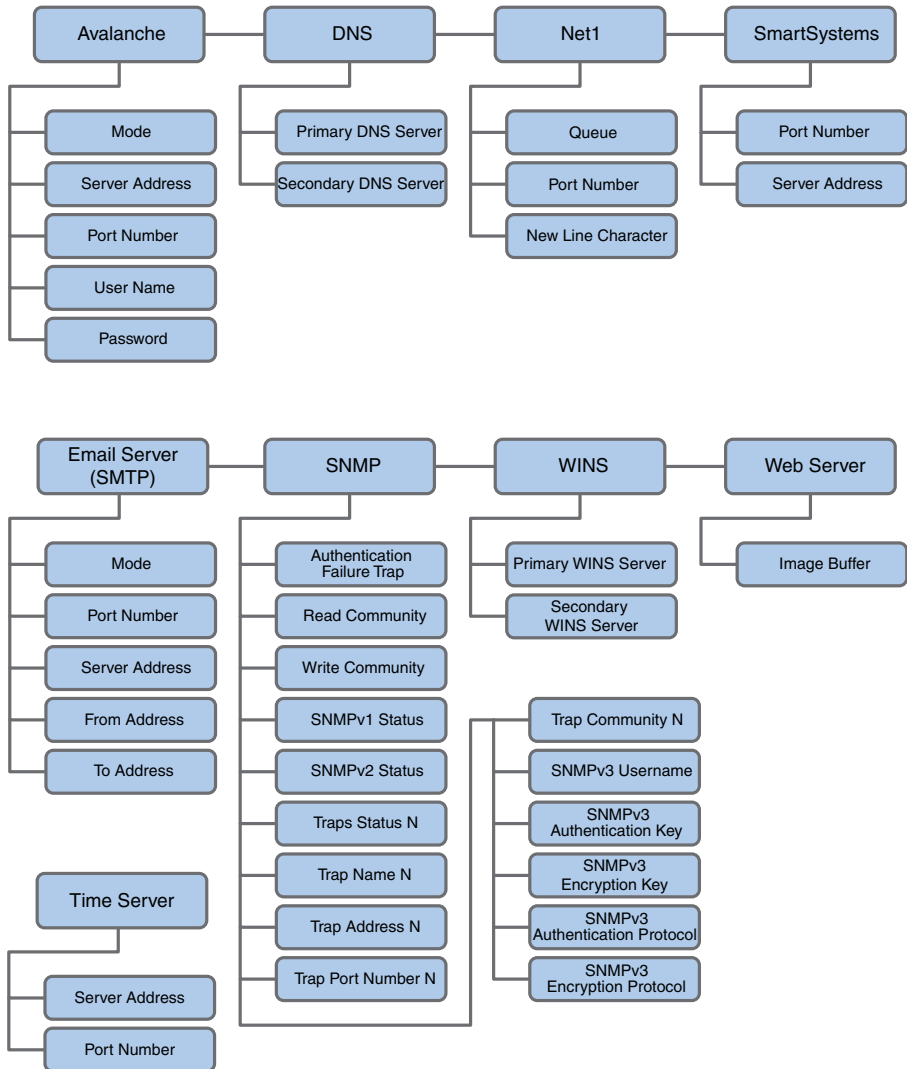 Avalanche
DNS
Net1
SmartSystems
Mode
Server Address
Port Number
User Name
Password
Primary DNS Server
Secondary DNS Server
Queue
Port Number
New Line Character
Port Number
Server Address
Email Server
(SMTP)
SNMP
WINS
Web Server
Mode
Port Number
Server Address
From Address
To Address
Authentication
Failure Trap
Read Community
Write Community
SNMPv1 Status
SNMPv2 Status
Traps Status N
Trap Name N
Trap Address N
Trap Port Number N
Primary WINS Server
Secondary
WINS Server
Image Buffer
Trap Community N
SNMPv3 Username
SNMPv3
Authentication Key
SNMPv3
Encryption Key
SNMPv3
Authentication Protocol
SNMPv3
Encryption Protocol
Time Server
Server Address
Port Number